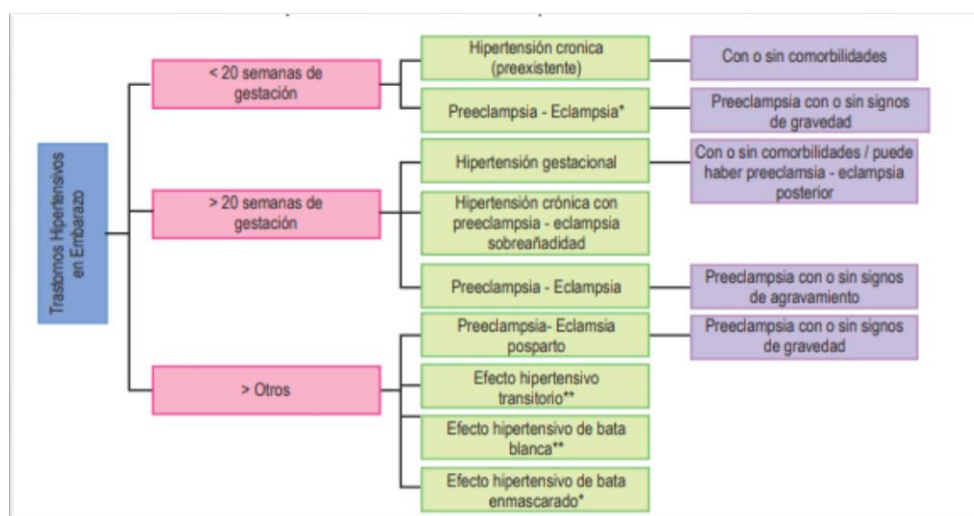 Trastornos Hipertensivos
en Embarazo
< 20 semanas de
gestación
Hipertensión cronica
(preexistente)
Con o sin comorbilidades
Preeclampsia - Eclampsia*
Preeclampsia con o sin signos
de gravedad
> 20 semanas de
gestación
Hipertensión gestacional
Con o sin comorbilidades / puede
haber preeclamsia - eclampsia
posterior
Hipertensión crónica con
preeclampsia - eclampsia
sobreañadidad
Preeclampsia - Eclampsia
Preeclampsia con o sin signos
de agravamiento
> Otros
Preeclampsia- Eclamsia
posparto
Preeclampsia con o sin signos
de gravedad
Efecto hipertensivo
transitorio**
Efecto hipertensivo de bata
blanca**
Efecto hipertensivo de bata
enmascarado*